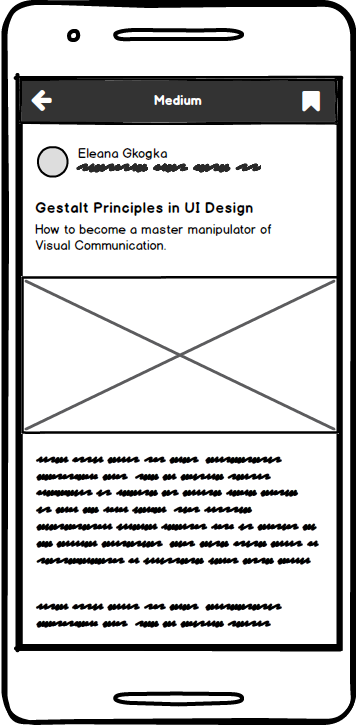 Medium
Eleana Gkogka
Gestalt Principles in UI Design
How to become a master manipulator of
Visual Communication.